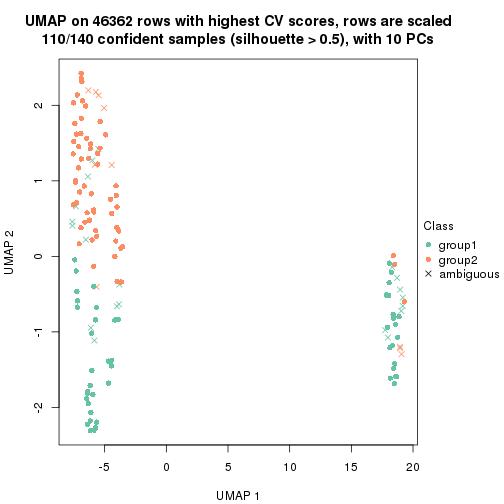 UMAP on 46362 rows with highest CV scores, rows are scaled
110/140 confident samples (silhouette > 0.5), with 10 PCs
2
1
0
-1
-2
UMAP 2
-5
0
5
10
15
20
UMAP 1
Class
group1
group2
ambiguous